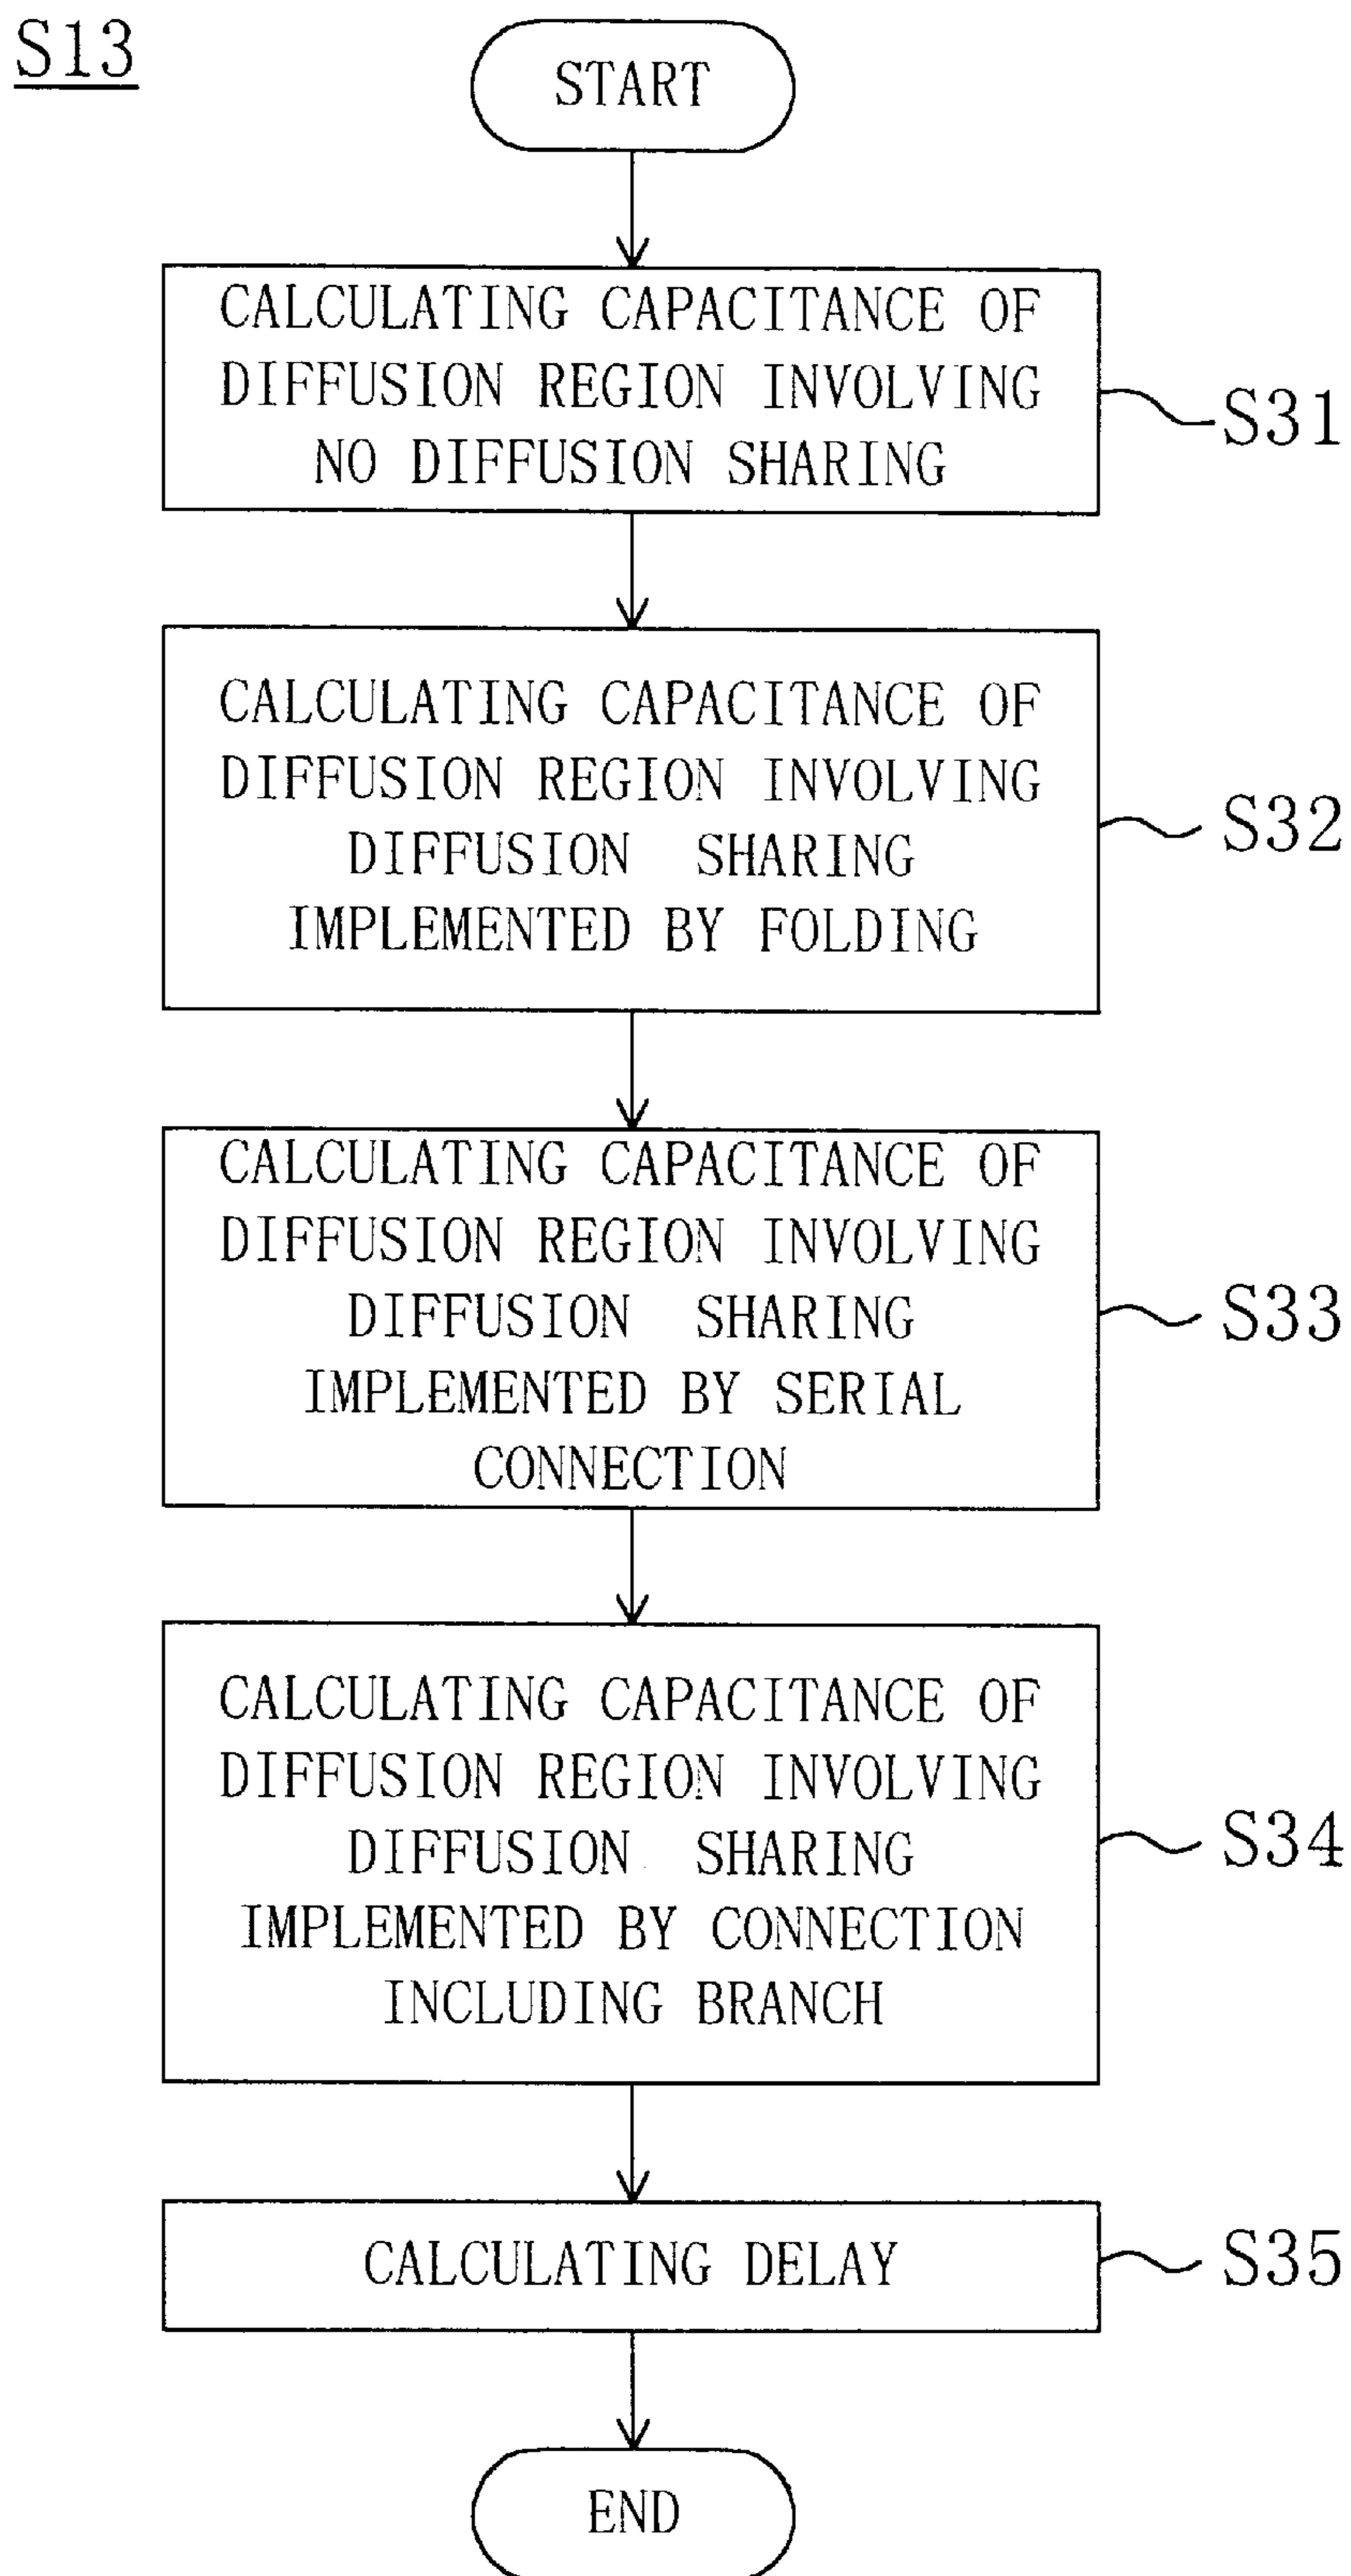 S13
START
CALCULATING CAPACITANCE OF
DIFFUSION REGION INVOLVING
NO DIFFUSION SHARING
S31
CALCULATING CAPACITANCE OF
DIFFUSION REGION INVOLVING
DIFFUSION SHARING
IMPLEMENTED BY FOLDING
S32
CALCULATING CAPACITANCE OF
DIFFUSION REGION INVOLVING
DIFFUSION SHARING
IMPLEMENTED BY SERIAL
CONNECTION
S33
CALCULATING CAPACITANCE OF
DIFFUSION REGION INVOLVING
DIFFUSION SHARING
IMPLEMENTED BY CONNECTION
INCLUDING BRANCH
S34
CALCULATING DELAY
S35
END